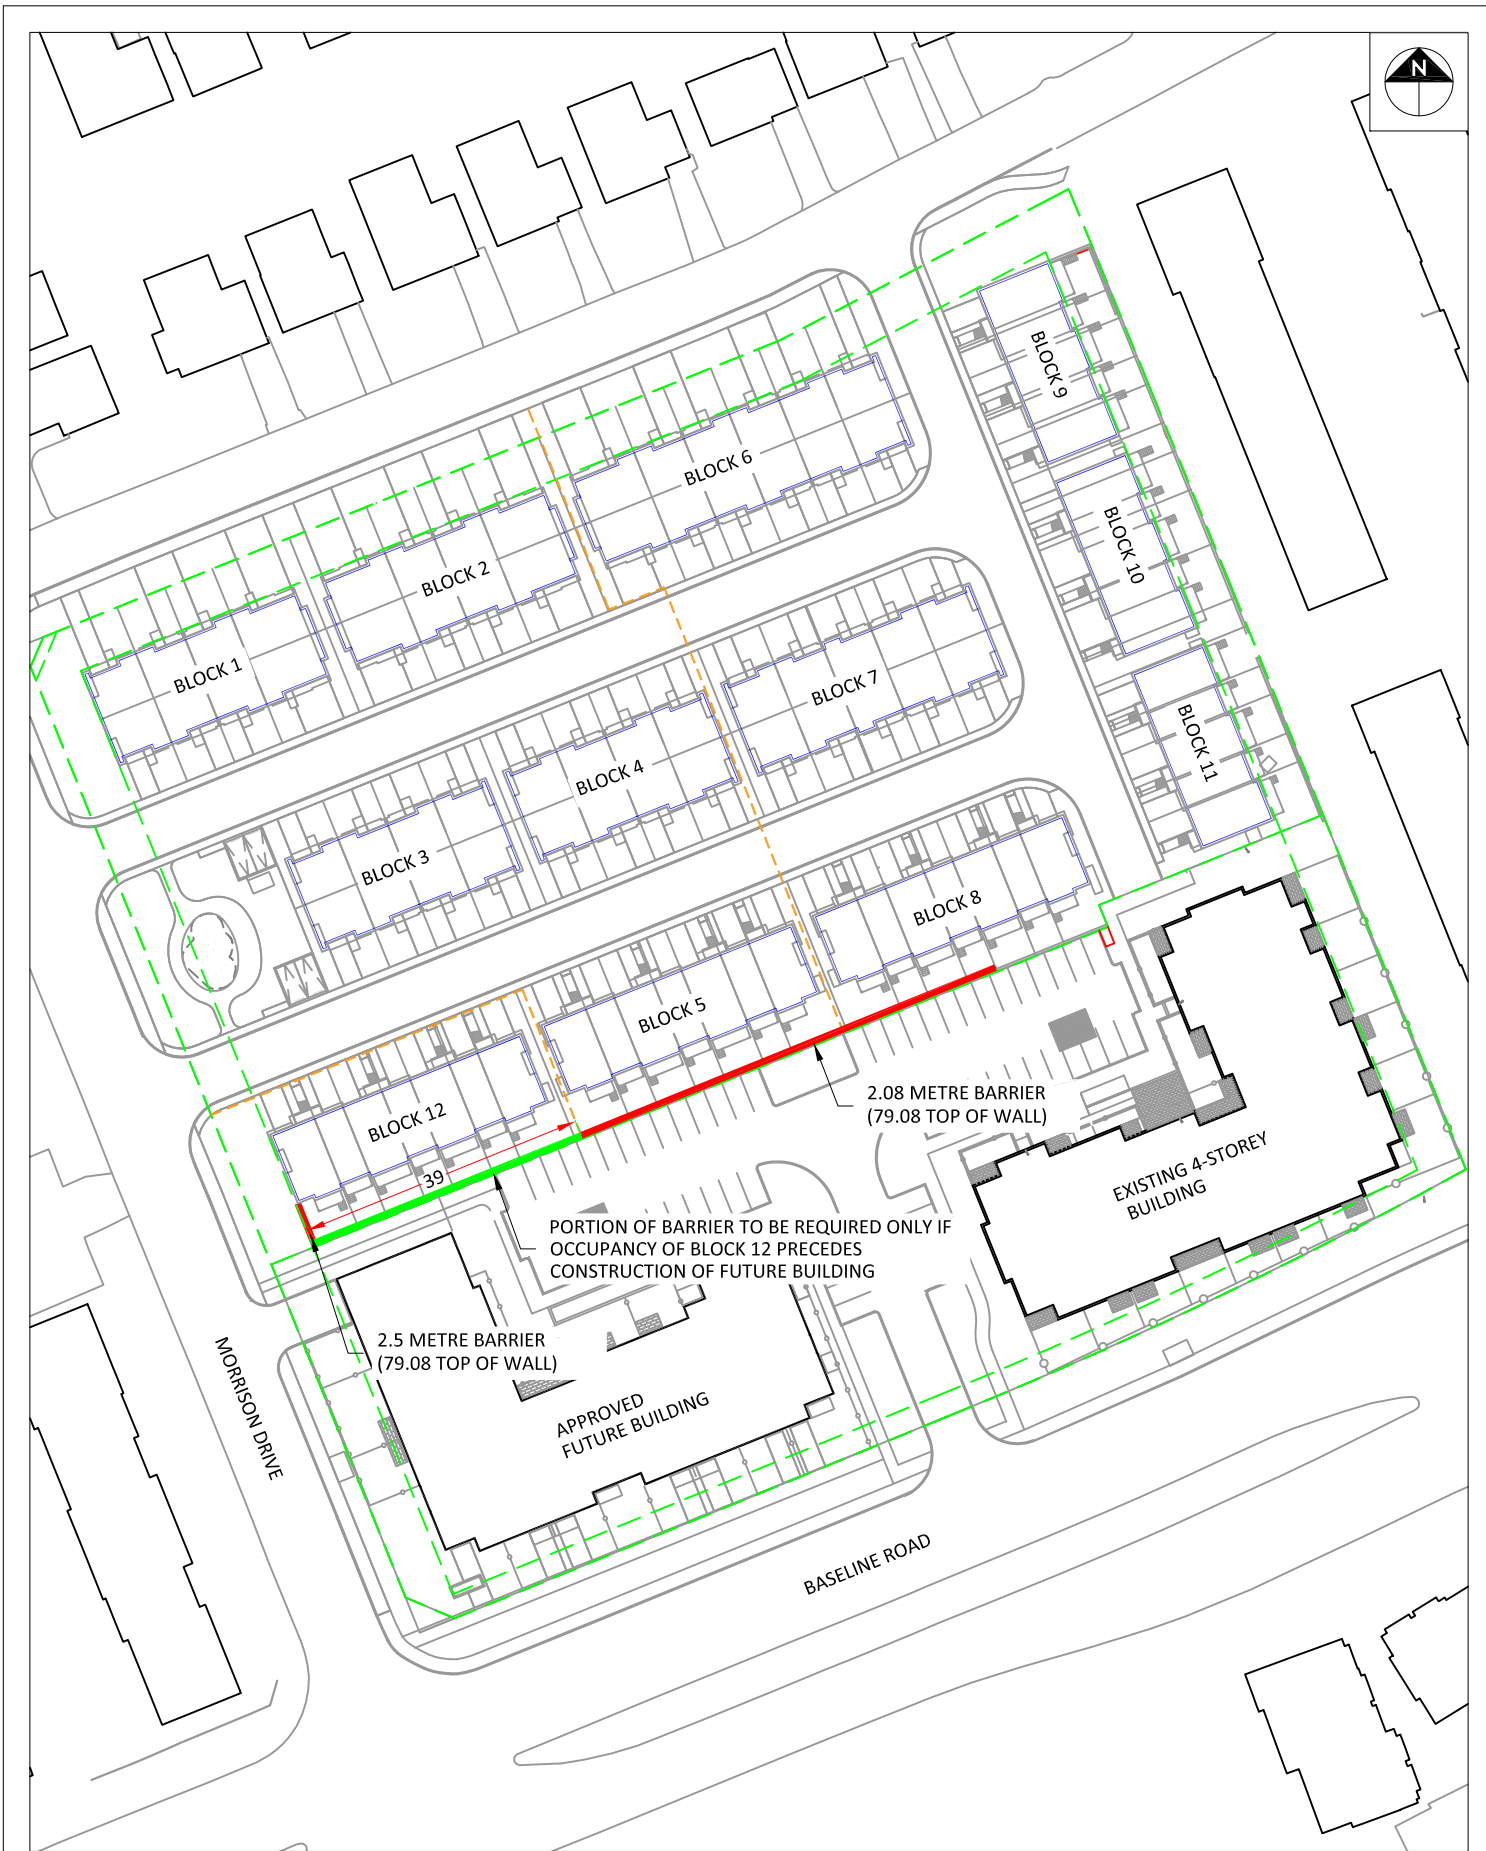 N
BLOCK 9
BLOCK 6
BLOCK 10
BLOCK 2
BLOCK 1
BLOCK 7
BLOCK 11
BLOCK 4
BLOCK 3
BLOCK 8
BLOCK 5
BLOCK 12
2.08 METRE BARRIER
(79.08 TOP OF WALL)
39
EXISTING 4-STOREY
BUILDING
PORTION OF BARRIER TO BE REQUIRED ONLY IF
OCCUPANCY OF BLOCK 12 PRECEDES
CONSTRUCTION OF FUTURE BUILDING
2.5 METRE BARRIER
(79.08 TOP OF WALL)
MORRISON DRIVE
APPROVED
FUTURE BUILDING
BASELINE ROAD